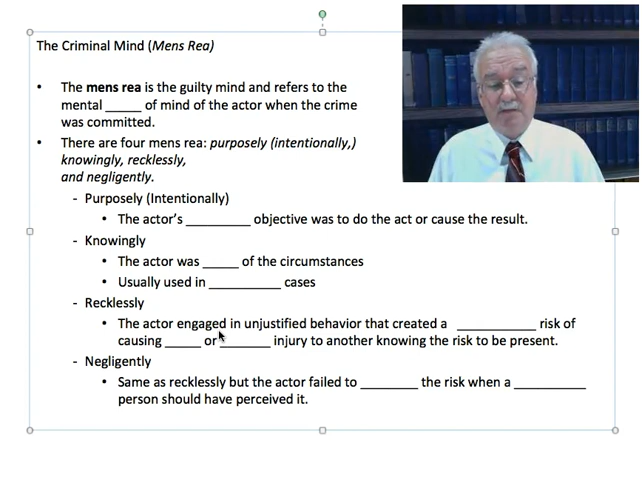 The Criminal Mind (Mens Rea)
• The mens rea is the guilty mind and refers to the
mental _____ of mind of the actor when the crime
was committed.
• There are four mens rea: purposely (intentionally,)
knowingly, recklessly,
and negligently.
- Purposely (Intentionally)
• The actor's _________ objective was to do the act or cause the result.
- Knowingly
• The actor was _____ of the circumstances
• Usually used in __________ cases
- Recklessly
• The actor engaged in unjustified behavior that created a ___________ risk of
causing _____ or _______ injury to another knowing the risk to be present.
- Negligently
• Same as recklessly but the actor failed to ________ the risk when a __________
person should have perceived it.